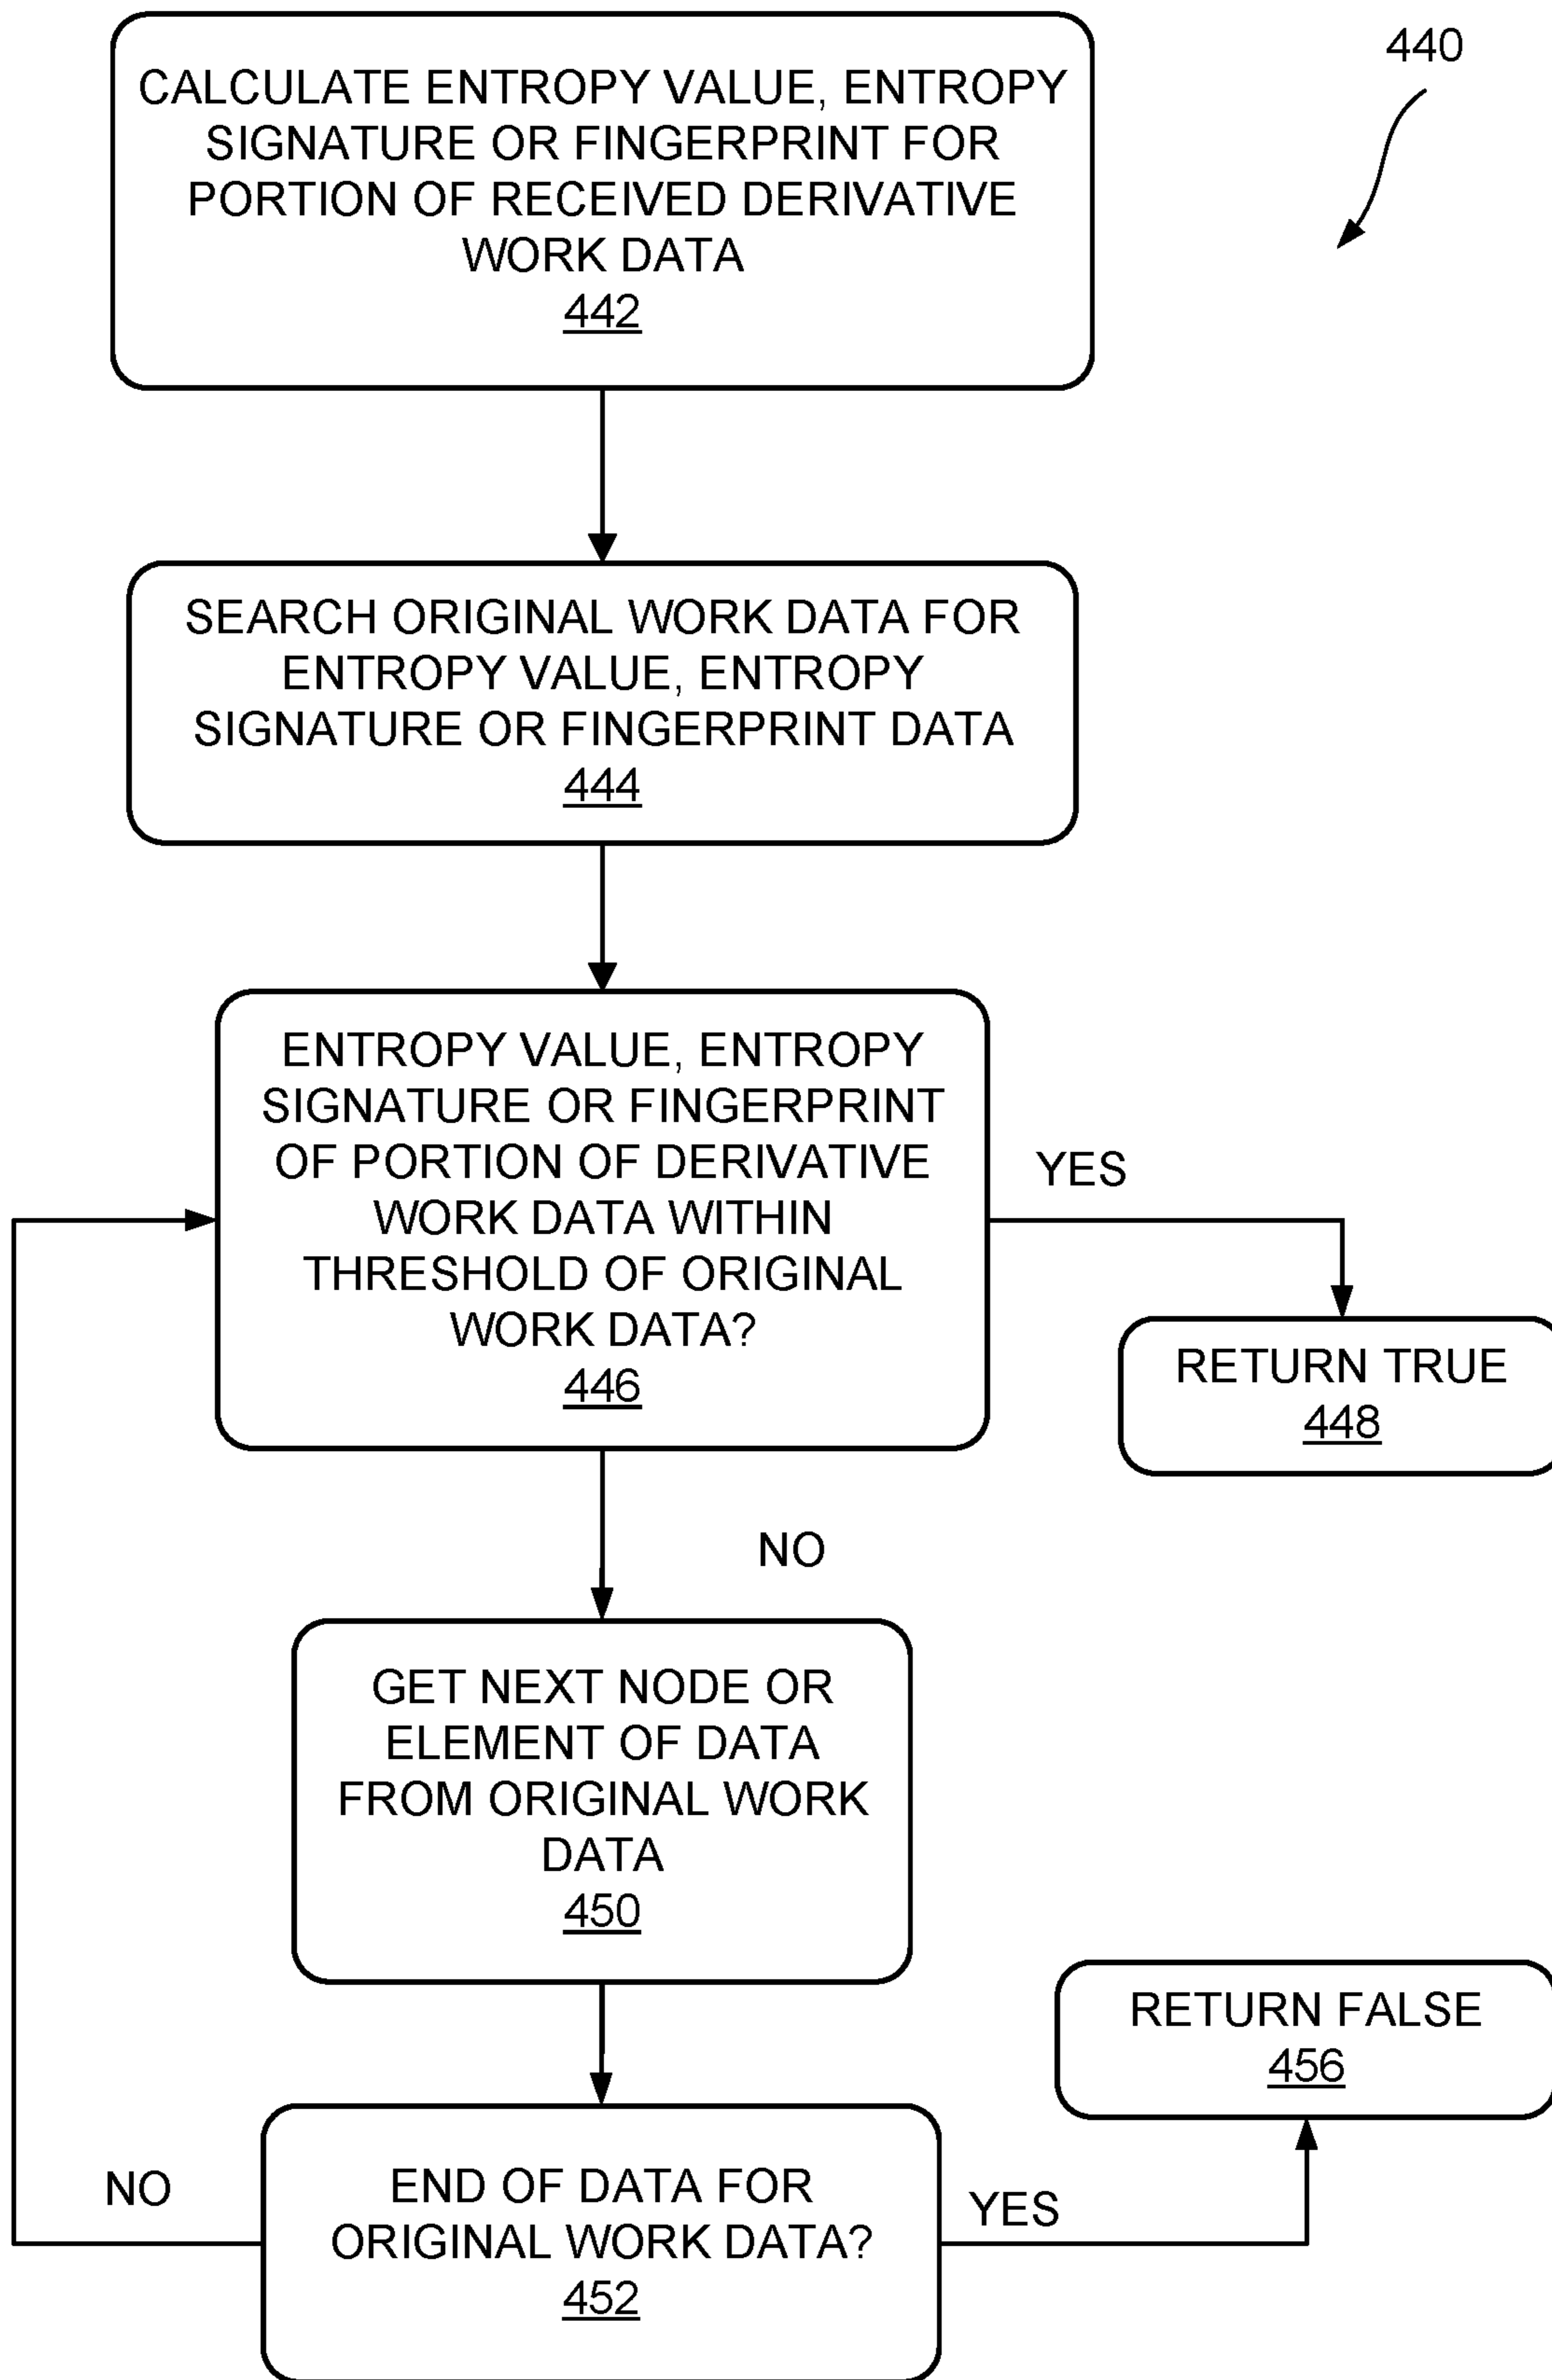 440
CALCULATE ENTROPY VALUE, ENTROPY
SIGNATURE OR FINGERPRINT FOR
PORTION OF RECEIVED DERIVATIVE
WORK DATA
442
SEARCH ORIGINAL WORK DATA FOR
ENTROPY VALUE, ENTROPY
SIGNATURE OR FINGERPRINT DATA
444
ENTROPY VALUE, ENTROPY
SIGNATURE OR FINGERPRINT
OF PORTION OF DERIVATIVE
WORK DATA WITHIN
THRESHOLD OF ORIGINAL
WORK DATA?
446
YES
RETURN TRUE
448
NO
GET NEXT NODE OR
ELEMENT OF DATA
FROM ORIGINAL WORK
DATA
450
RETURN FALSE
456
NO
END OF DATA FOR
ORIGINAL WORK DATA?
452
YES